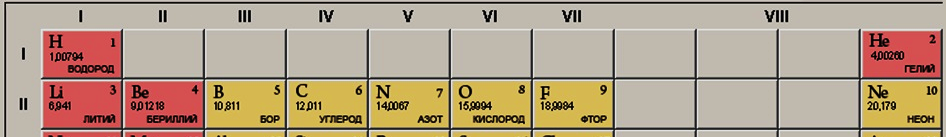 I II III IV V VI VII VIII
I
H 1
1,00794
ВОДОРОД
He 2
4,00260
ГЕЛИЙ
II
Li 3
6,941
ЛИТИЙ
Be 4
9,01218
БЕРИЛЛИЙ
B 5
10,811
БОР
C 6
12,011
УГЛЕРОД
N 7
14,0067
АЗОТ
O 8
15,9994
КИСЛОРОД
F 9
18,9984
ФТОР
Ne 10
20,179
НЕОН